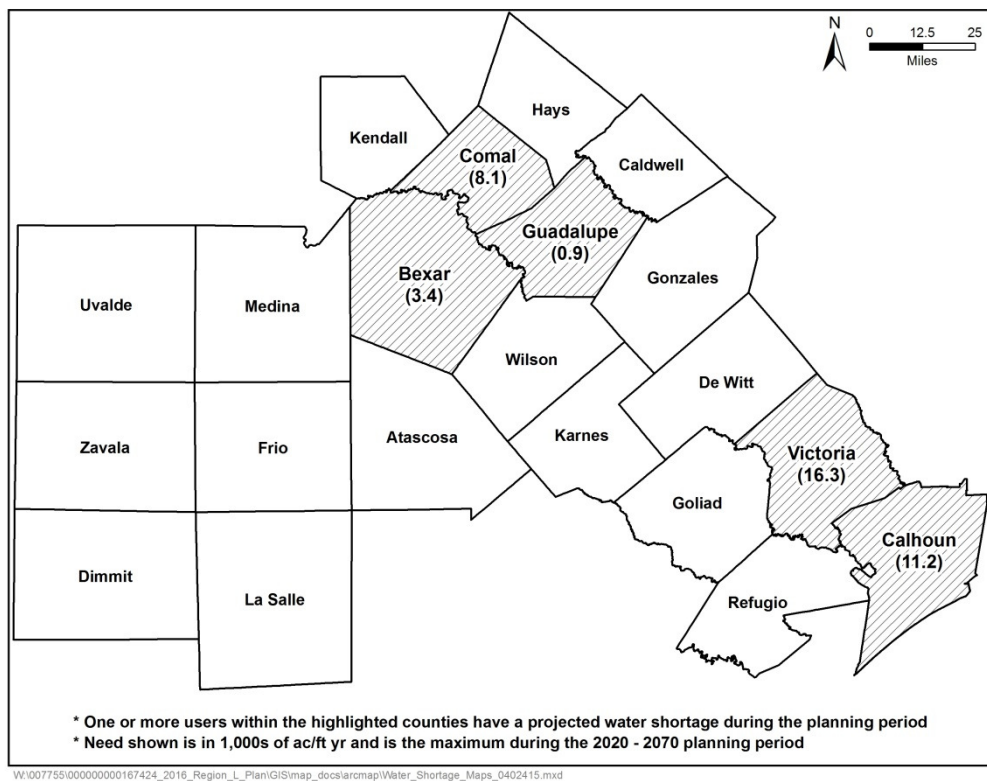 N
0 12.5 25
Miles
Hays
Kendall
Comal
(8.1)
Caldwell
Guadalupe
(0.9)
Bexar
(3.4)
Gonzales
Uvalde
Medina
Wilson
De Witt
Zavala
Frio
Atascosa
Karnes
Victoria
(16.3)
Goliad
Calhoun
(11.2)
Dimmit
La Salle
Refugio
* One or more users within the highlighted counties have a projected water shortage during the planning period
* Need shown is in 1,000s of ac/ft yr and is the maximum during the 2020 - 2070 planning period
W:\007755\000000000167424_2016_Region_L_Plan\GIS\map_docs\arcmap\Water_Shortage_Maps_0402415.mxd